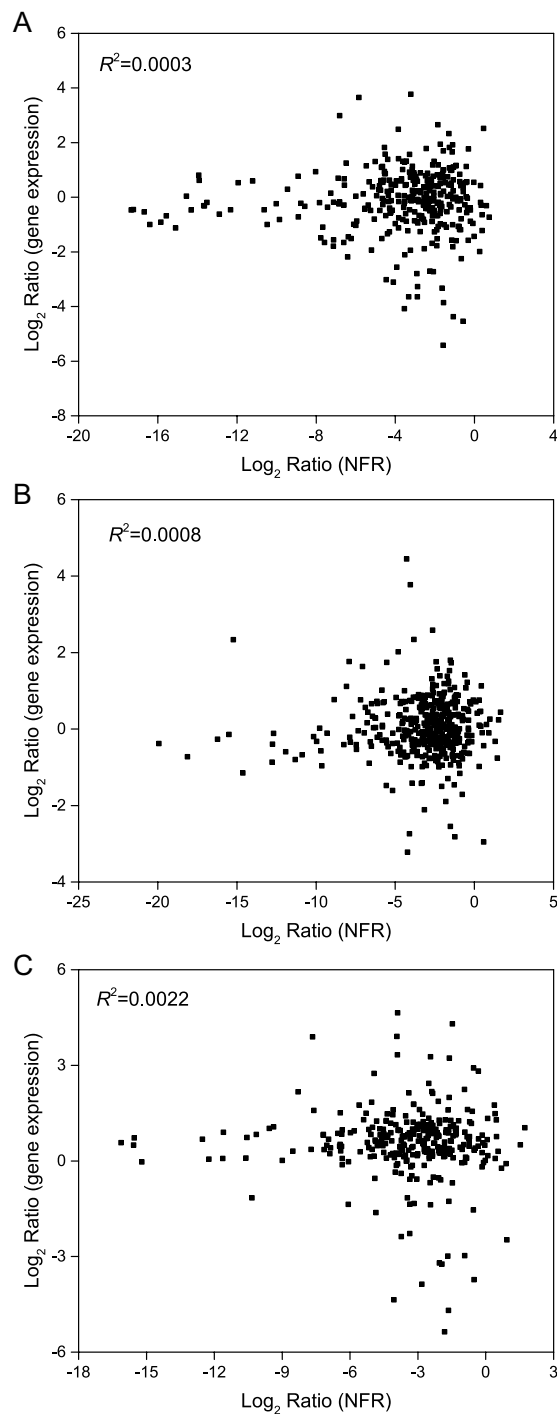 A
R²=0.0003
6
4
2
0
-2
-4
-6
-8
Log₂ Ratio (gene expression)
-20 -16 -12 -8 -4 0 4
Log₂ Ratio (NFR)
B
R²=0.0008
6
4
2
0
-2
-4
Log₂ Ratio (gene expression)
-25 -20 -15 -10 -5 0 5
Log₂ Ratio (NFR)
C
R²=0.0022
6
3
0
-3
-6
Log₂ Ratio (gene expression)
-18 -15 -12 -9 -6 -3 0 3
Log₂ Ratio (NFR)